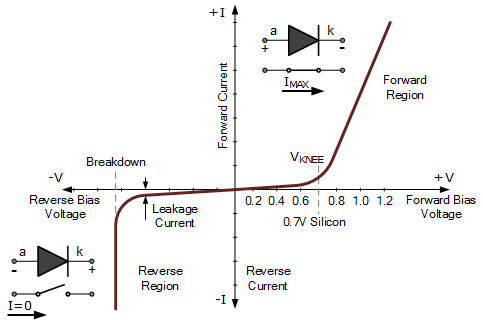 +I
a k
+ -
I MAX
Forward Current
Forward
Region
VKNEE
Breakdown
-V
+V
Reverse Bias
Voltage
Leakage
Current
0.2 0.4 0.6 0.8 1.0 1.2
Forward Bias
Voltage
0.7V Silicon
a k
- +
I=0
Reverse
Region
Reverse
Current
-I